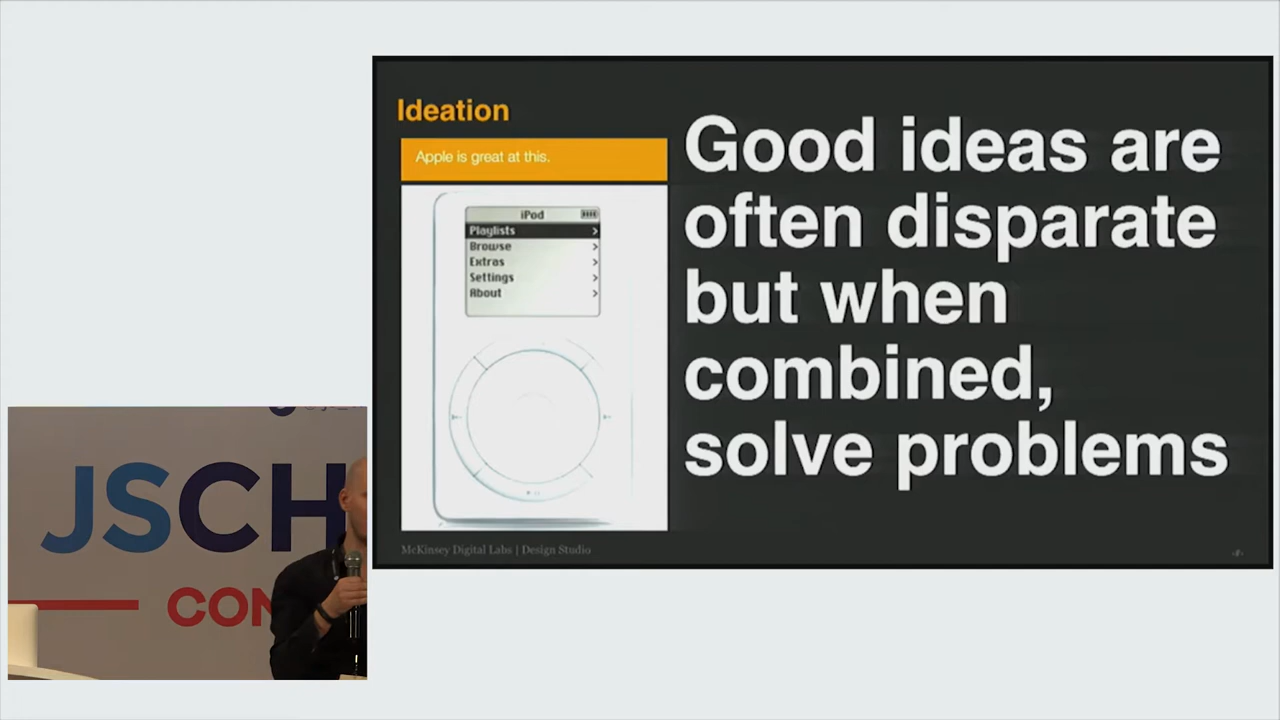 Ideation
Apple is great at this.
iPod
Playlists >
Browse >
Extras >
Settings >
About >
Good ideas are
often disparate
but when
combined,
solve problems
McKinsey Digital Labs | Design Studio
JSCH
CON